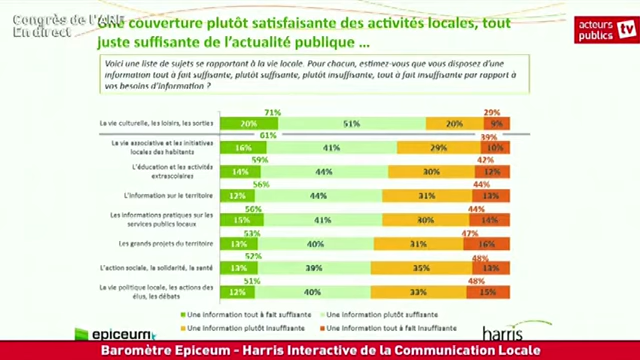 Congrès de l'ARF
En direct
Une couverture plutôt satisfaisante des activités locales, tout
juste suffisante de l'actualité publique ...
acteurs
publics
tv
Voici une liste de sujets se rapportant à la vie locale. Pour chacun, estimez-vous que vous disposez d'une
information tout à fait suffisante, plutôt suffisante, plutôt insuffisante, tout à fait insuffisante par rapport à
vos besoins d'information ?
71% 29%
La vie culturelle, les loisirs, les sorties 20% 51% 20% 9%
61% 39%
La vie associative et les initiatives
locales des habitants 16% 41% 29% 10%
59% 42%
L'éducation et les activités
extrascolaires 14% 44% 30% 12%
56% 44%
L'information sur le territoire 12% 44% 31% 13%
56% 44%
Les informations pratiques sur les
services publics locaux 15% 41% 30% 14%
53% 47%
Les grands projets du territoire 13% 40% 31% 16%
52% 48%
L'action sociale, la solidarité, la santé 13% 39% 35% 13%
51% 48%
La vie politique locale, les actions
des élus, les débats 12% 40% 33% 15%
Une information tout à fait suffisante Une information plutôt suffisante
Une information plutôt insuffisante Une information tout à fait insuffisante
epiceum
harris
Baromètre Epiceum – Harris Interactive de la Communication Locale